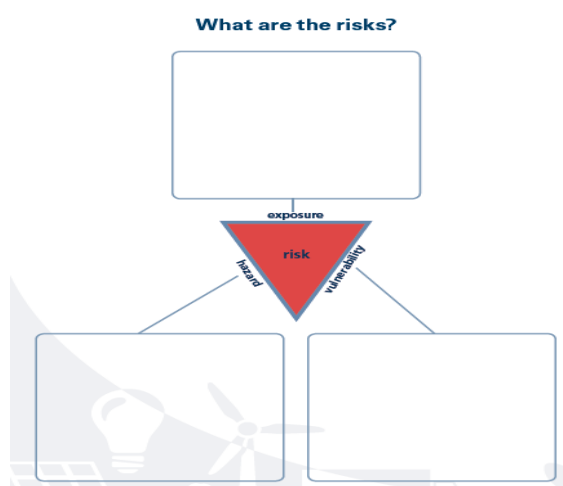 What are the risks?
exposure
risk
hazard
vulnerability